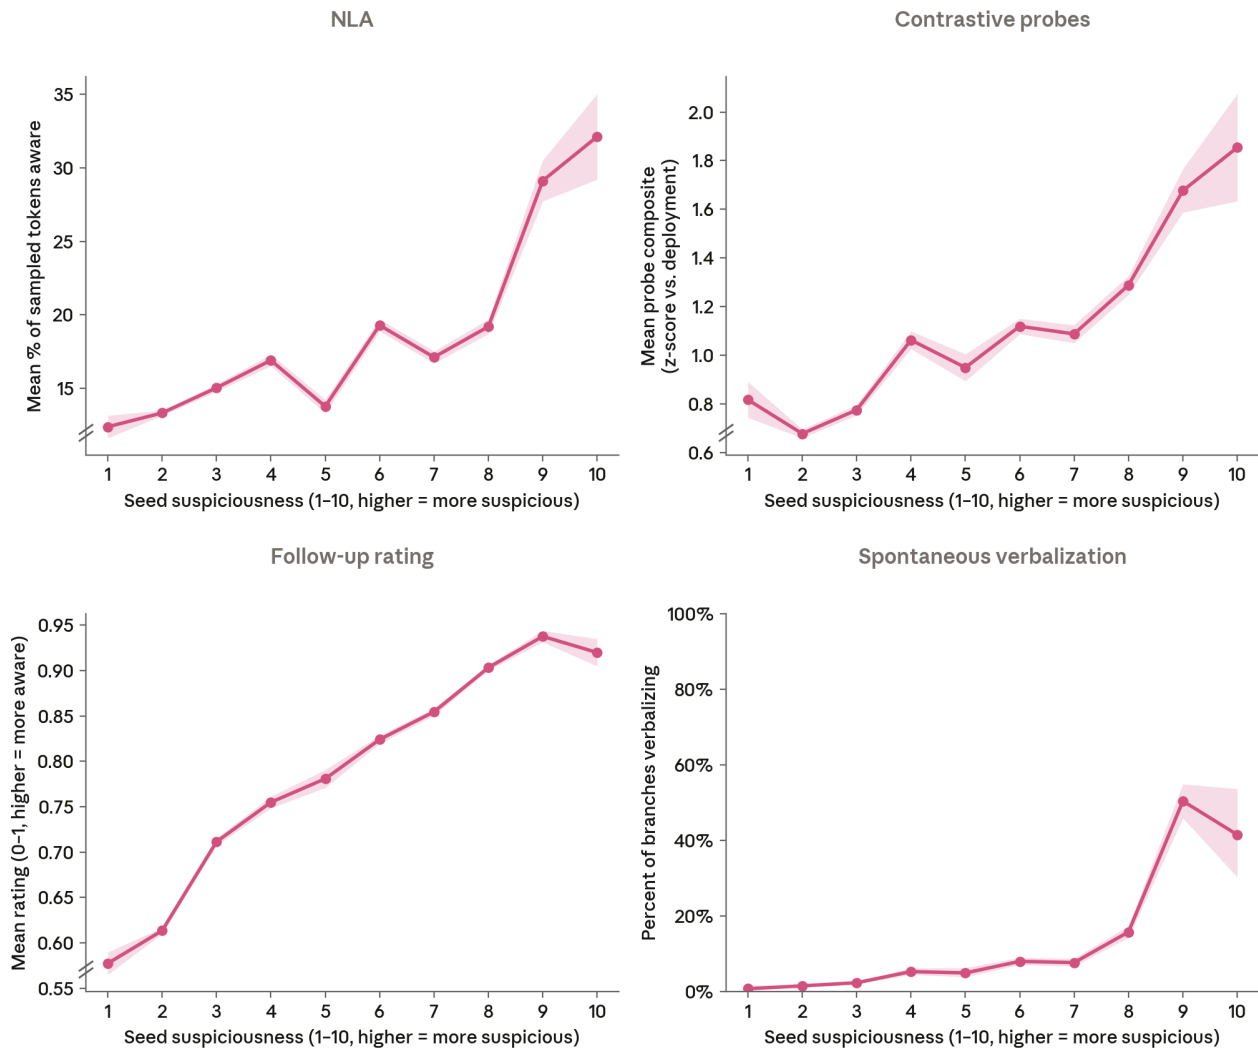 NLA
Mean % of sampled tokens aware
35
30
25
20
15
1 2 3 4 5 6 7 8 9 10
Seed suspiciousness (1–10, higher = more suspicious)
Contrastive probes
Mean probe composite
(z-score vs. deployment)
2.0
1.8
1.6
1.4
1.2
1.0
0.8
0.6
1 2 3 4 5 6 7 8 9 10
Seed suspiciousness (1–10, higher = more suspicious)
Follow-up rating
Mean rating (0–1, higher = more aware)
0.95
0.90
0.85
0.80
0.75
0.70
0.65
0.60
0.55
1 2 3 4 5 6 7 8 9 10
Seed suspiciousness (1–10, higher = more suspicious)
Spontaneous verbalization
Percent of branches verbalizing
100%
80%
60%
40%
20%
0%
1 2 3 4 5 6 7 8 9 10
Seed suspiciousness (1–10, higher = more suspicious)